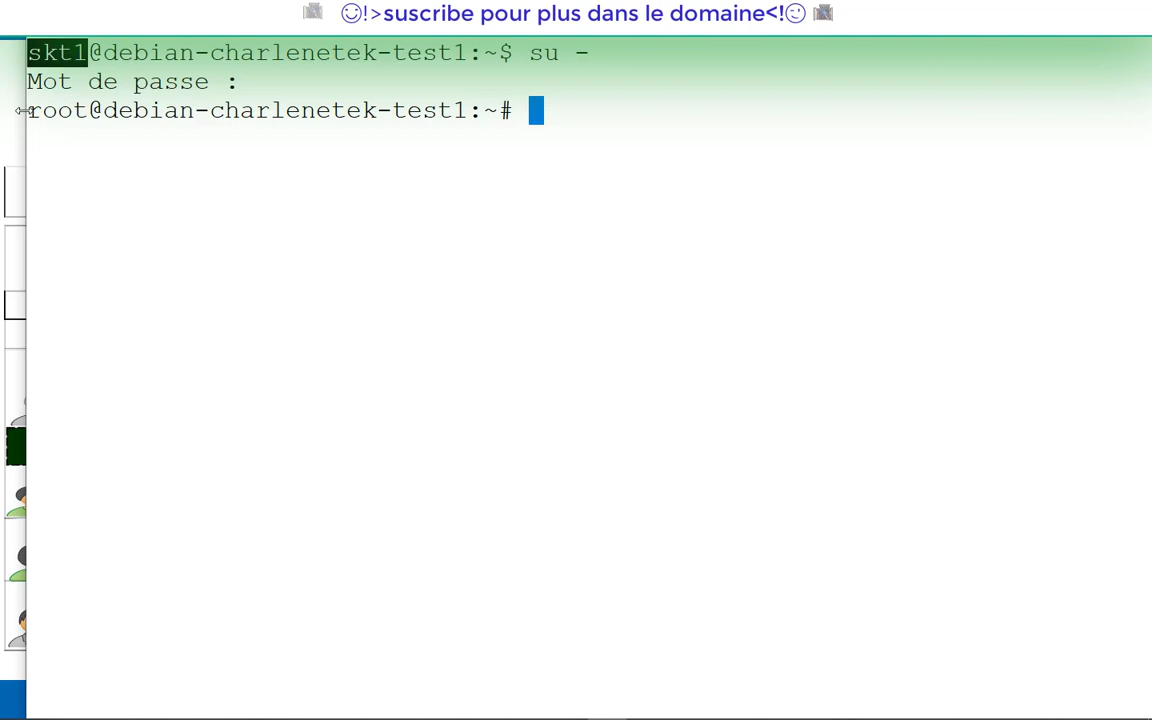 !>suscribe pour plus dans le domaine<!
skt1@debian-charlenetek-test1:~$ su -
Mot de passe :
root@debian-charlenetek-test1:~#